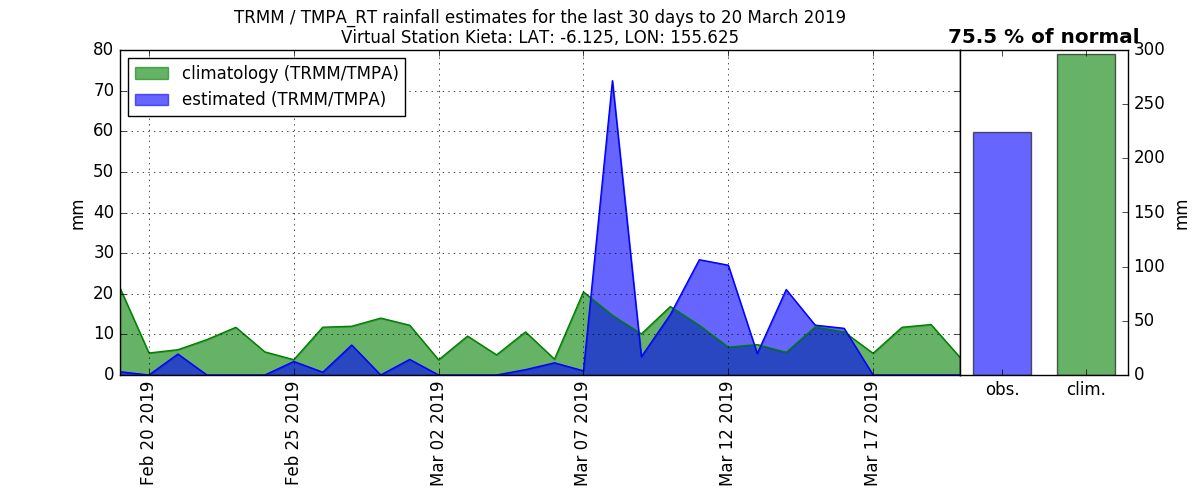 TRMM / TMPA_RT rainfall estimates for the last 30 days to 20 March 2019
Virtual Station Kieta: LAT: -6.125, LON: 155.625
75.5 % of normal
climatology (TRMM/TMPA)
estimated (TRMM/TMPA)
mm
80
70
60
50
40
30
20
10
0
Feb 20 2019
Feb 25 2019
Mar 02 2019
Mar 07 2019
Mar 12 2019
Mar 17 2019
obs.
clim.
300
250
200
150
100
50
0
mm